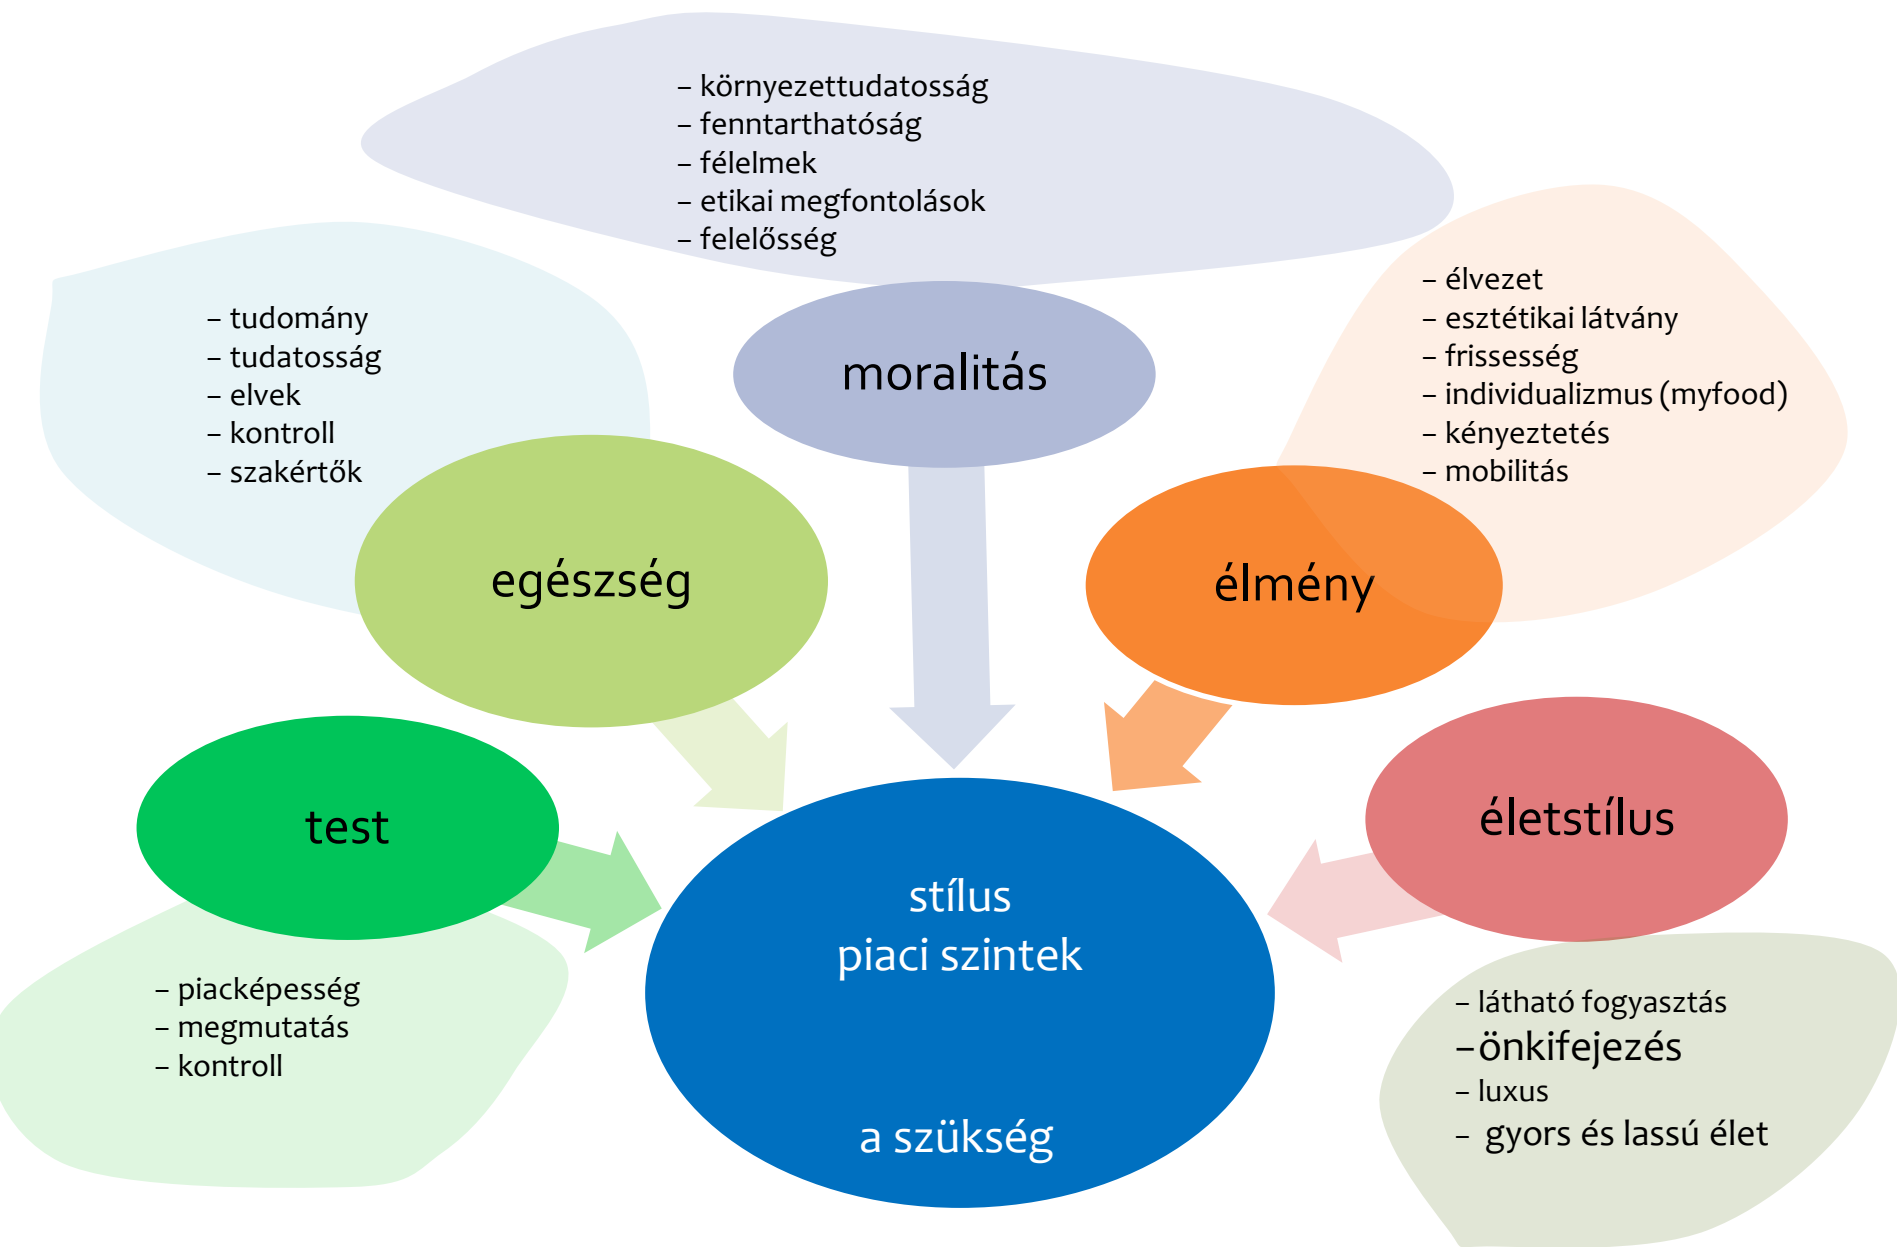 – környezettudatosság
– fenntarthatóság
– félelmek
– etikai megfontolások
– felelősség
moralitás
– tudomány
– tudatosság
– elvek
– kontroll
– szakértők
egészség
– élvezet
– esztétikai látvány
– frissesség
– individualizmus (myfood)
– kényeztetés
– mobilitás
élmény
test
– piacképesség
– megmutatás
– kontroll
életstílus
– látható fogyasztás
– önkifejezés
– luxus
– gyors és lassú élet
stílus
piaci szintek
a szükség